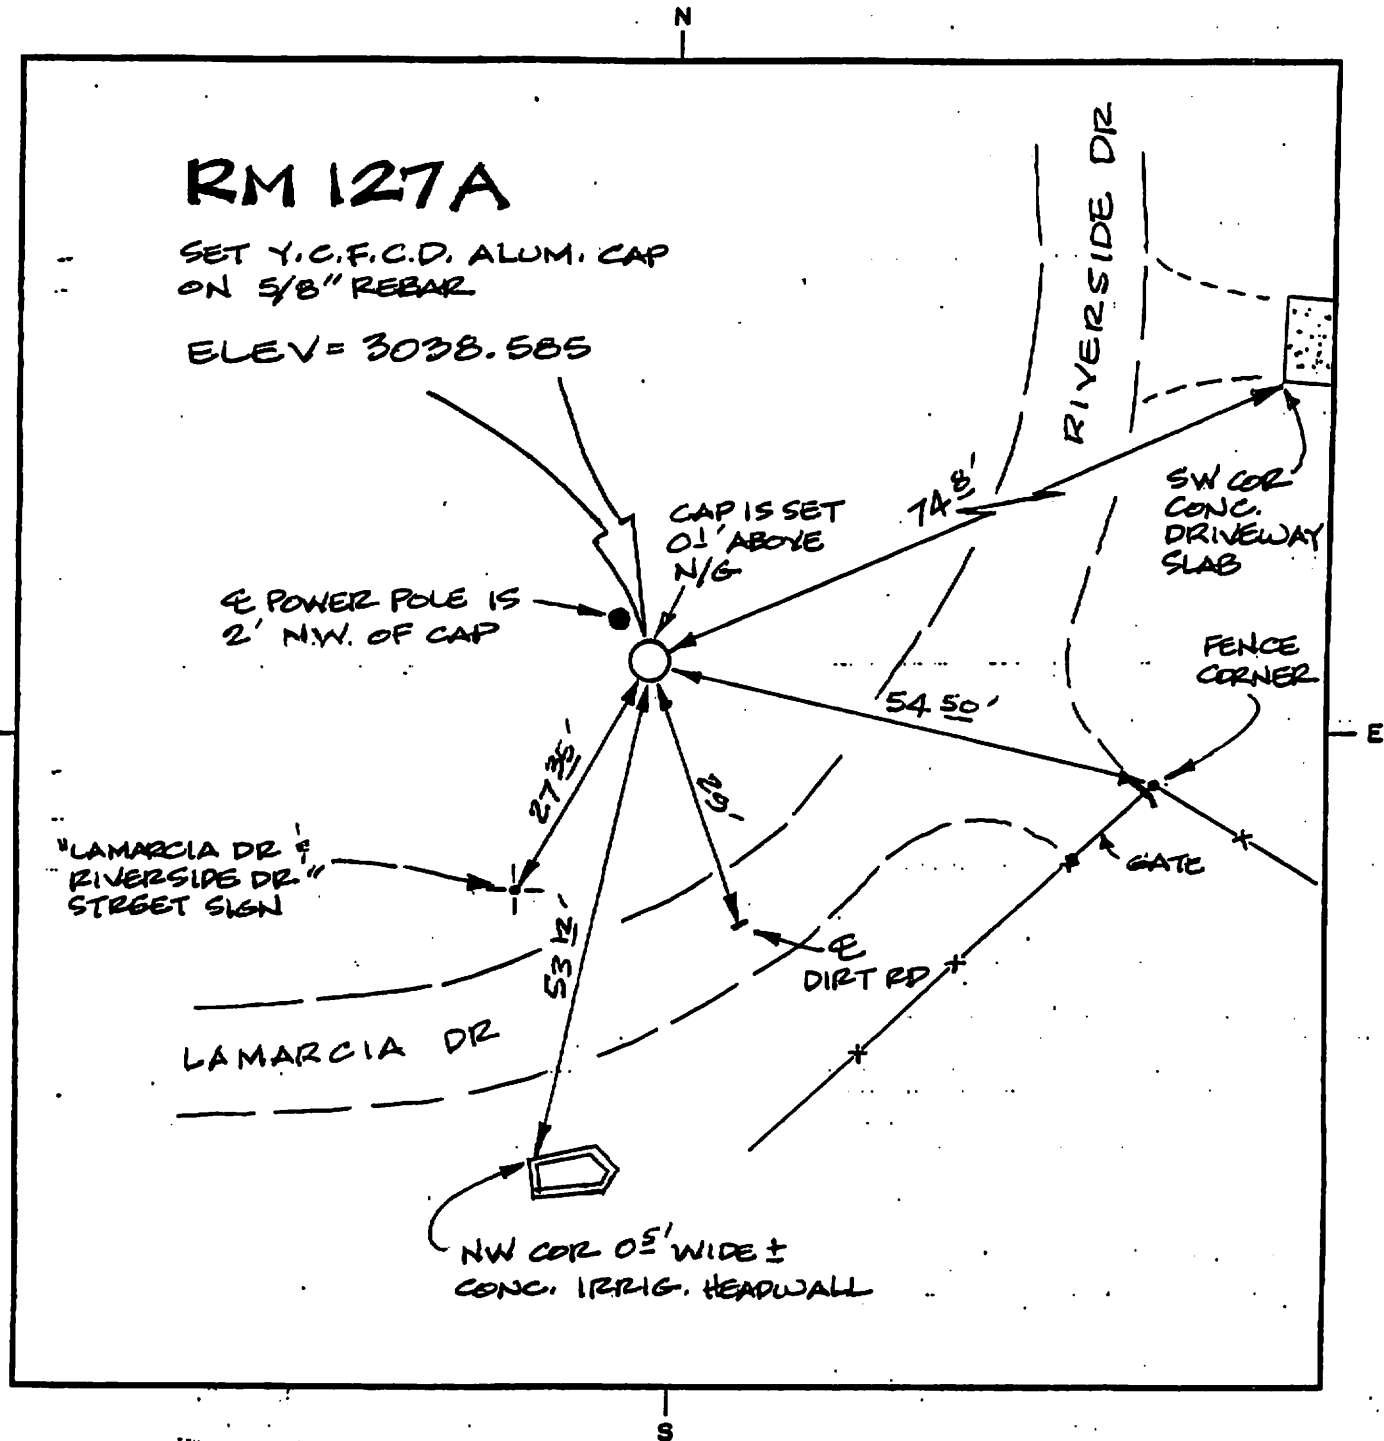 N
RM 127A
SET Y.C.F.C.D. ALUM. CAP
ON 5/8" REBAR
ELEV = 3038.585
RIVERSIDE DR
74 8'
SW COR
CONC.
DRIVEWAY
SLAB
CAP IS SET
0.1' ABOVE
N/G
℄ POWER POLE IS
2' N.W. OF CAP
FENCE
CORNER
54 50'
E
27 35'
"LAMARCIA DR &
RIVERSIDE DR"
STREET SIGN
GATE
53 12'
℄
DIRT RD
LAMARCIA DR
NW COR 0 5' WIDE ±
CONC. IRRIG. HEADWALL
S